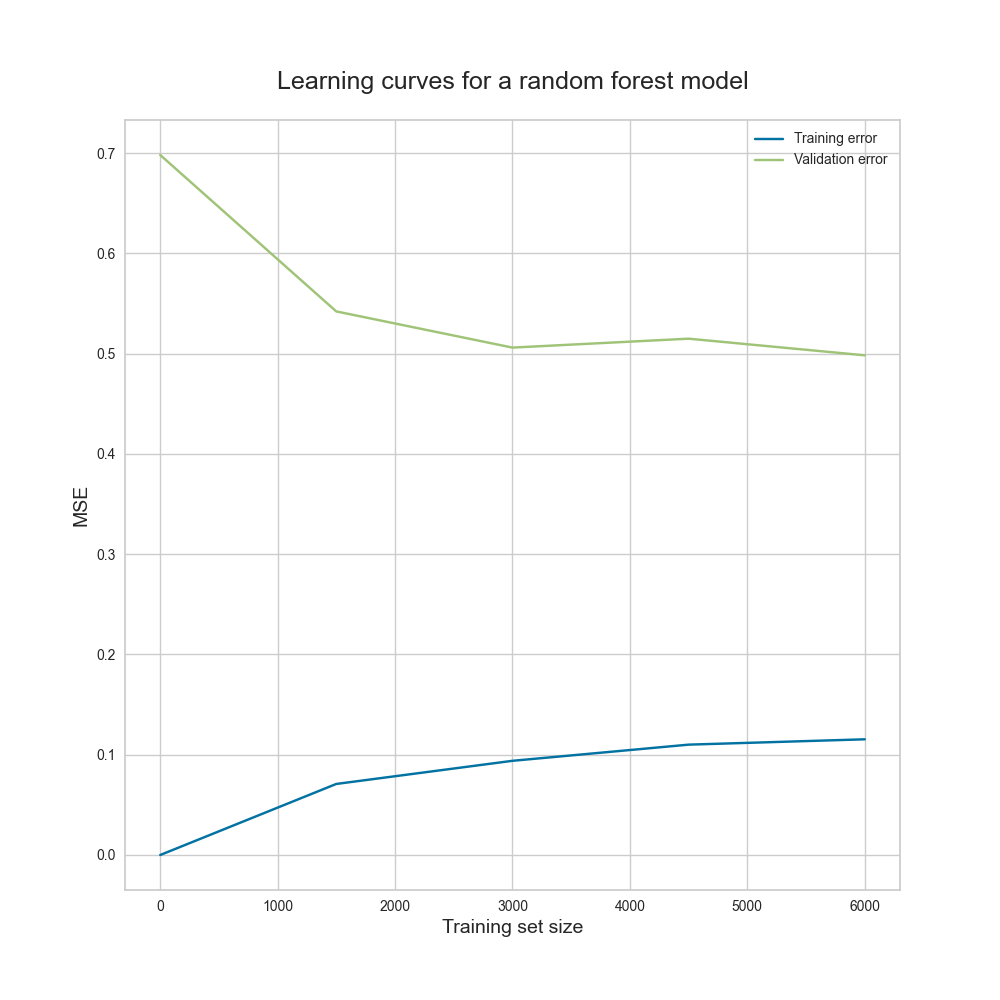 Learning curves for a random forest model
Training error
Validation error
0.7
0.6
0.5
0.4
0.3
0.2
0.1
0.0
MSE
0 1000 2000 3000 4000 5000 6000
Training set size